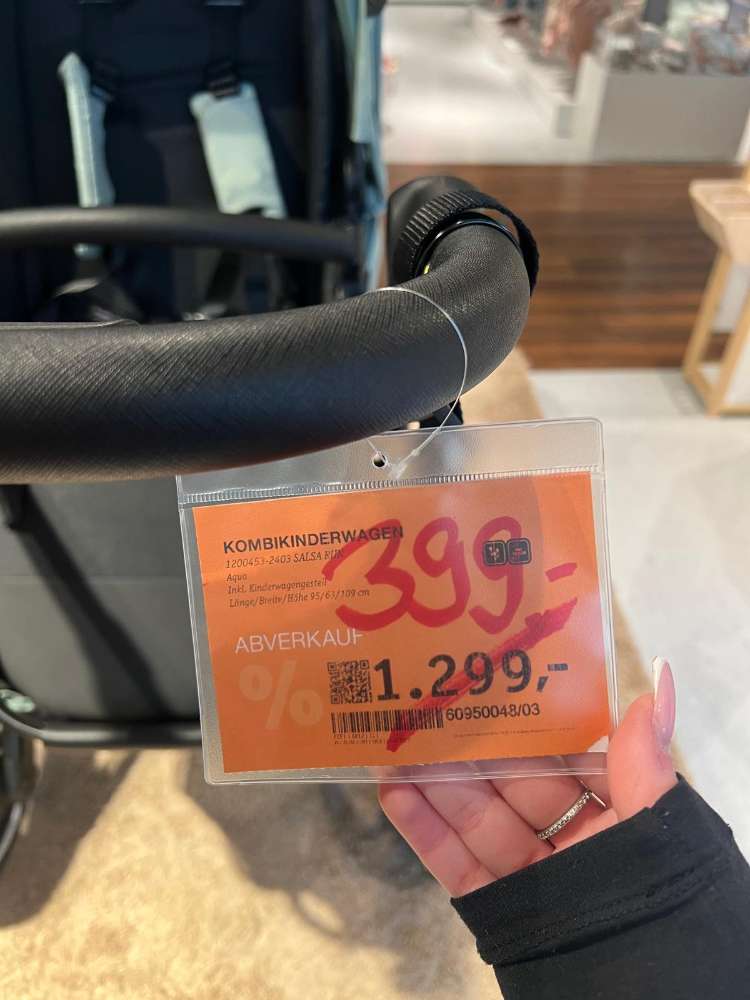 KOMBIKINDERWAGEN
1200453-2403 SALSA RUN
Aqua
Inkl. Kinderwagengestell
Länge/Breite/Höhe 95/63/109 cm
399,-
ABVERKAUF
%
1.299,-
60950048/03